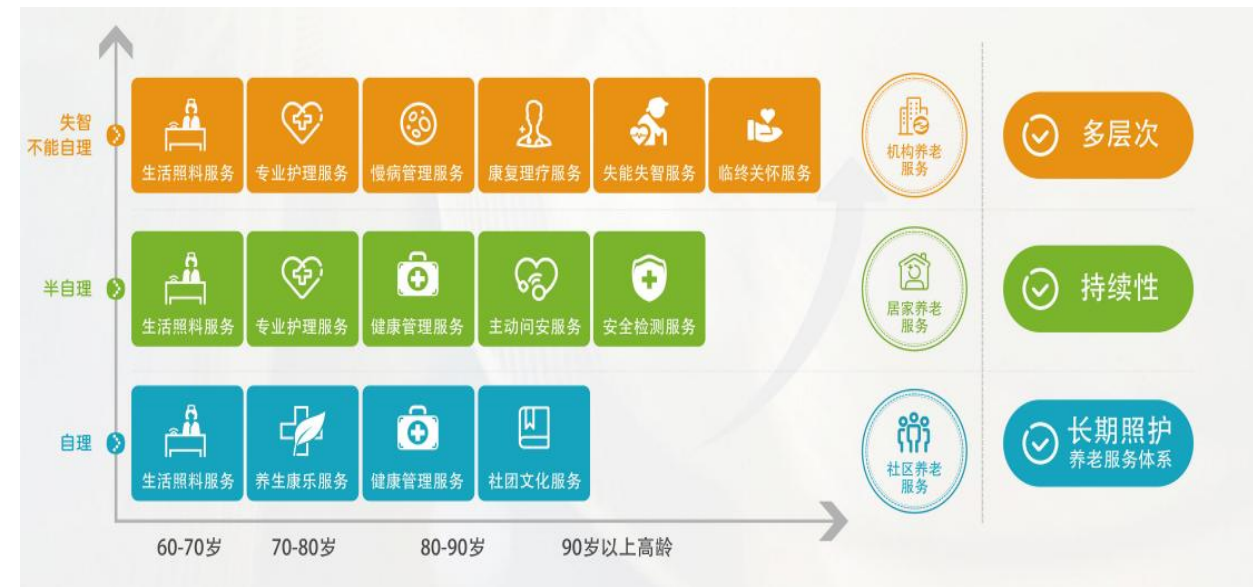 失智
不能自理
生活照料服务
专业护理服务
慢病管理服务
康复理疗服务
失能失智服务
临终关怀服务
机构养老
服务
多层次
半自理
生活照料服务
专业护理服务
健康管理服务
主动问安服务
安全检测服务
居家养老
服务
持续性
自理
生活照料服务
养生康乐服务
健康管理服务
社团文化服务
社区养老
服务
长期照护
养老服务体系
60-70岁
70-80岁
80-90岁
90岁以上高龄